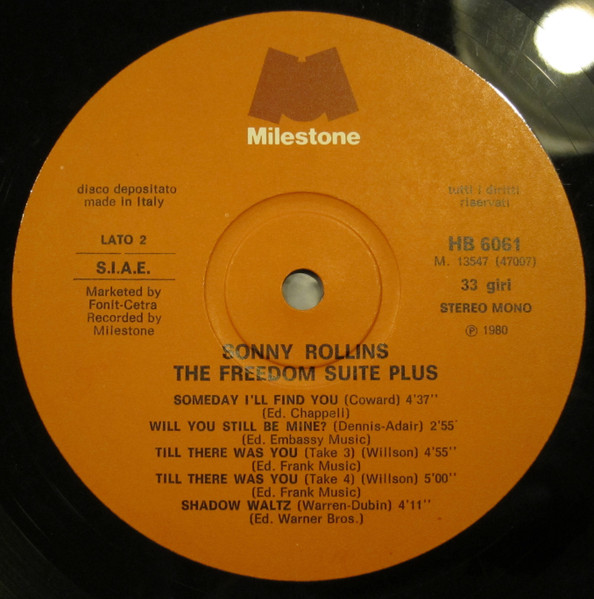 Milestone
disco depositato
made in Italy
tutti i diritti
riservati
LATO 2
S.I.A.E.
Marketed by
Fonit-Cetra
Recorded by
Milestone
HB 6061
M. 13547 (47007)
33 giri
STEREO MONO
℗ 1980
SONNY ROLLINS
THE FREEDOM SUITE PLUS
SOMEDAY I'LL FIND YOU (Coward) 4'37''
(Ed. Chappell)
WILL YOU STILL BE MINE? (Dennis-Adair) 2'55'
(Ed. Embassy Music)
TILL THERE WAS YOU (Take 3) (Willson) 4'55''
(Ed. Frank Music)
TILL THERE WAS YOU (Take 4) (Willson) 5'00''
(Ed. Frank Music)
SHADOW WALTZ (Warren-Dubin) 4'11''
(Ed. Warner Bros.)